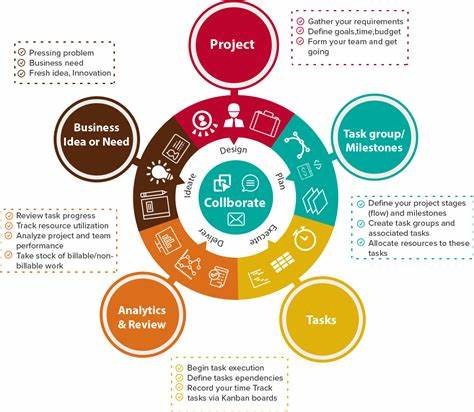 Project
Gather your requirements
Define goals,time,budget
Form your team and get
going
Pressing problem
Business need
Fresh idea, Innovation
Business
Idea or Need
Task group/
Milestones
Design
Ideate
Plan
Collborate
Deliver
Execute
Define your project stages
(flow) and milestones
Create task groups and
associated tasks
Allocate resources to these
tasks
Review task progress
Track resource utilization
Analyze project and team
performance
Take stock of billable/non-
billable work
Analytics
& Review
Tasks
Begin task execution
Define tasks ependencies
Record your time Track
tasks via Kanban boards